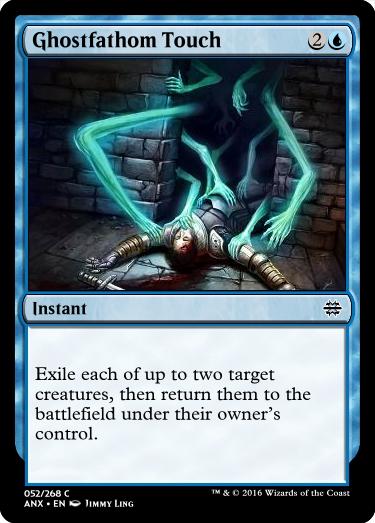 Ghostfathom Touch 2
Instant
Exile each of up to two target
creatures, then return them to the
battlefield under their owner's
control.
052/268 C
ANX • EN Jimmy Ling
™ & © 2016 Wizards of the Coast